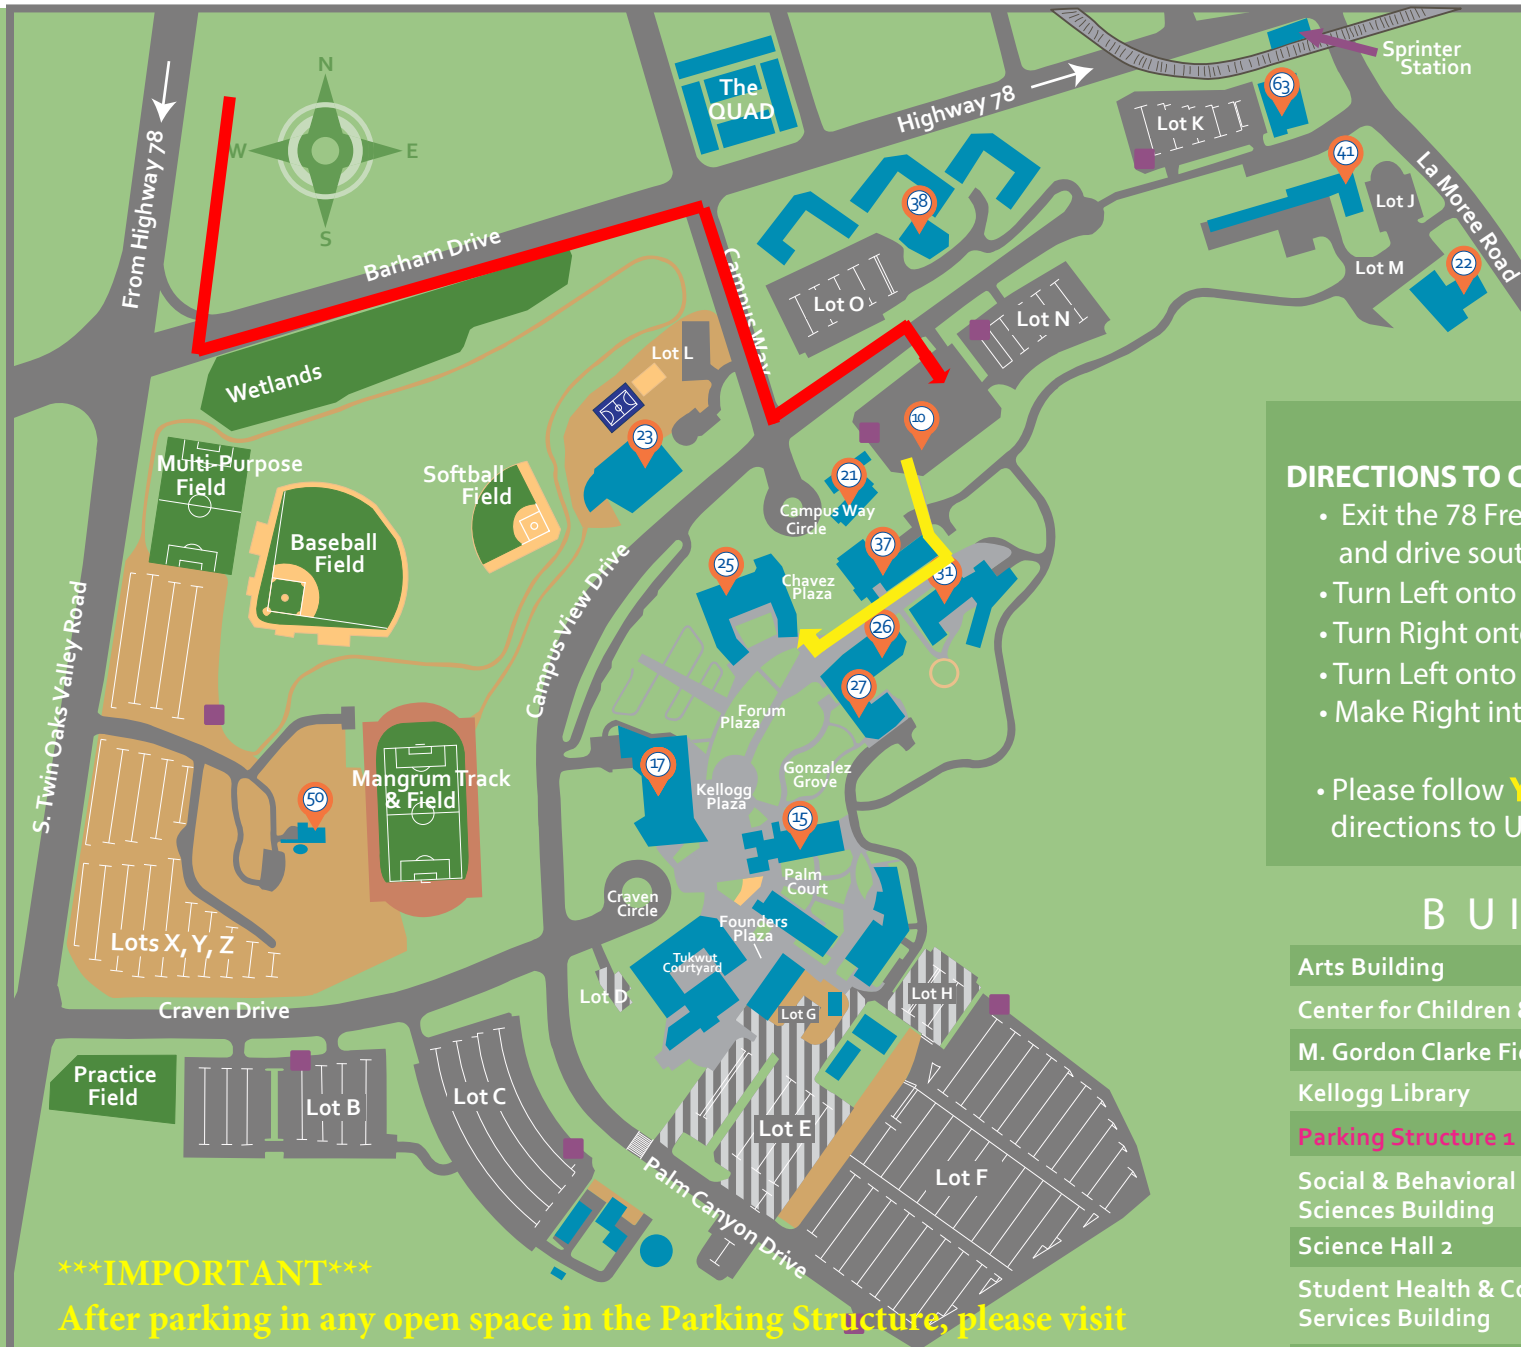 N
W
E
S
From Highway 78
Barham Drive
Wetlands
The
QUAD
Highway 78
Sprinter
Station
63
Lot K
41
Lot J
La Moree Road
22
Lot M
38
Lot O
Lot N
Campus Way
Lot L
10
23
21
Campus Way
Circle
Multi-Purpose
Field
Softball
Field
Baseball
Field
37
31
25
Chavez
Plaza
26
27
Campus View Drive
S. Twin Oaks Valley Road
Forum
Plaza
17
Kellogg
Plaza
Gonzalez
Grove
15
Mangrum Track
& Field
50
Palm
Court
Craven
Circle
Founders
Plaza
Tukwut
Courtyard
Lots X, Y, Z
Lot D
Lot G
Lot H
Craven Drive
Practice
Field
Lot B
Lot C
Lot E
Lot F
Palm Canyon Drive
***IMPORTANT***
After parking in any open space in the Parking Structure, please visit
DIRECTIONS TO C
• Exit the 78 Fre
and drive sout
• Turn Left onto
• Turn Right ont
• Turn Left onto
• Make Right int
• Please follow Y
directions to U
BUI
Arts Building
Center for Children &
M. Gordon Clarke Fie
Kellogg Library
Parking Structure 1
Social & Behavioral
Sciences Building
Science Hall 2
Student Health & Co
Services Building